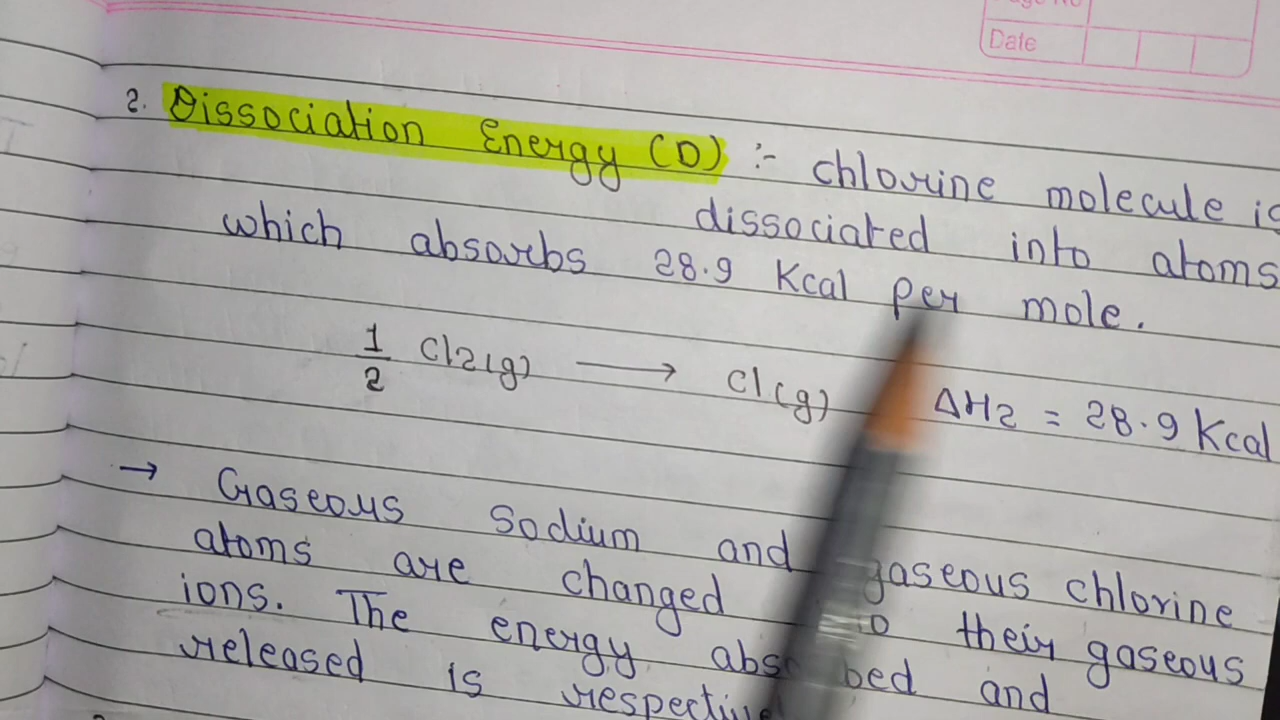 Date
2. Dissociation Energy (D) :- chlorine molecule is
dissociated into atoms
which absorbs 28.9 Kcal per mole.
1/2 Cl2(g) → Cl(g) ΔH2 = 28.9 Kcal
→ Gaseous sodium and gaseous chlorine
atoms are changed their gaseous
ions. The energy and
released is